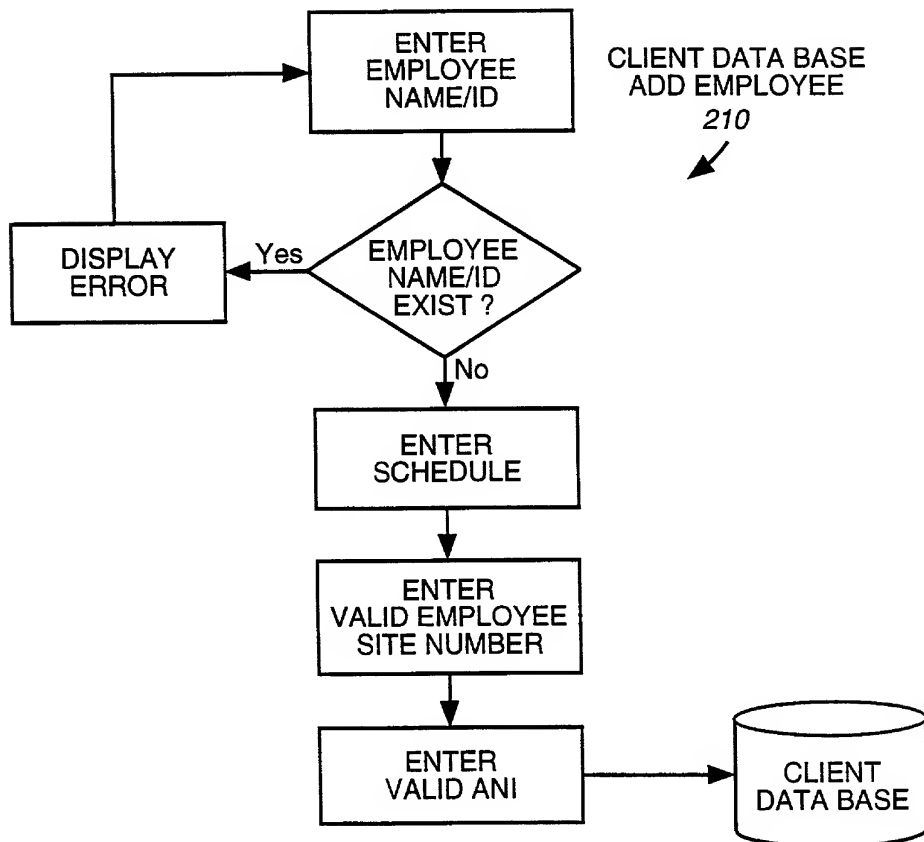 ENTER
EMPLOYEE
NAME/ID
CLIENT DATA BASE
ADD EMPLOYEE
210
DISPLAY
ERROR
Yes
EMPLOYEE
NAME/ID
EXIST ?
No
ENTER
SCHEDULE
ENTER
VALID EMPLOYEE
SITE NUMBER
ENTER
VALID ANI
CLIENT
DATA BASE